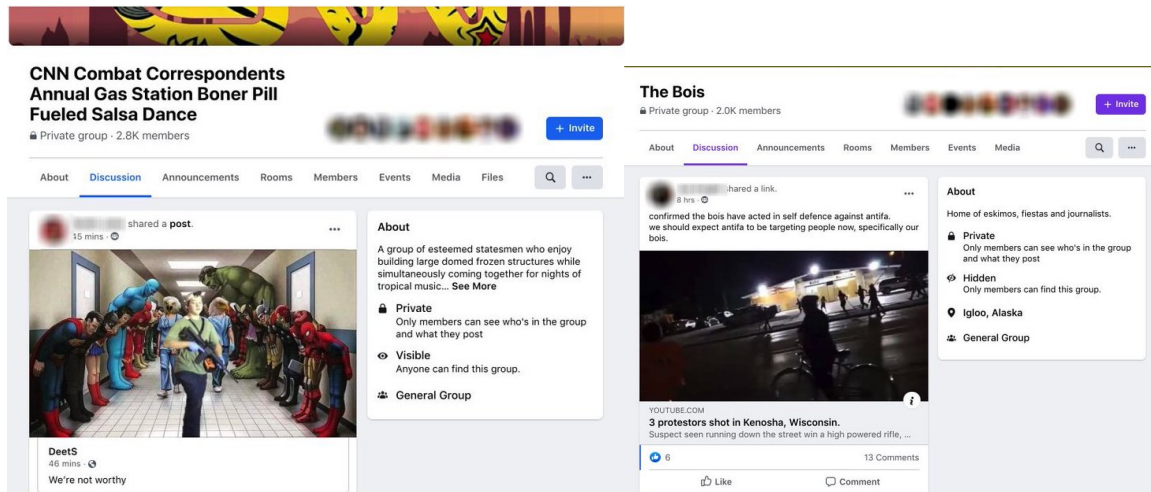 CNN Combat Correspondents
Annual Gas Station Boner Pill
Fueled Salsa Dance
Private group · 2.8K members
+ Invite
About
Discussion
Announcements
Rooms
Members
Events
Media
Files
shared a post.
45 mins ·
DeetS
46 mins ·
We're not worthy
About
A group of esteemed statesmen who enjoy
building large domed frozen structures while
simultaneously coming together for nights of
tropical music... See More
Private
Only members can see who's in the group
and what they post
Visible
Anyone can find this group.
General Group
The Bois
Private group · 2.0K members
+ Invite
About
Discussion
Announcements
Rooms
Members
Events
Media
shared a link.
8 hrs ·
confirmed the bois have acted in self defence against antifa.
we should expect antifa to be targeting people now, specifically our
bois.
YOUTUBE.COM
3 protestors shot in Kenosha, Wisconsin.
Suspect seen running down the street win a high powered rifle, ...
6
13 Comments
Like
Comment
About
Home of eskimos, fiestas and journalists.
Private
Only members can see who's in the group
and what they post
Hidden
Only members can find this group.
Igloo, Alaska
General Group